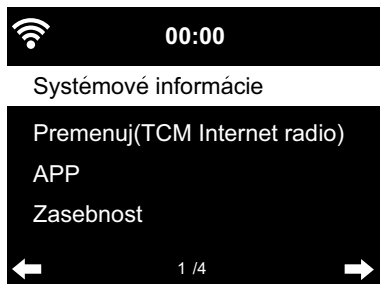 00:00
Systémové informácie
Premenuj(TCM Internet radio)
APP
Zasebnost
1 /4